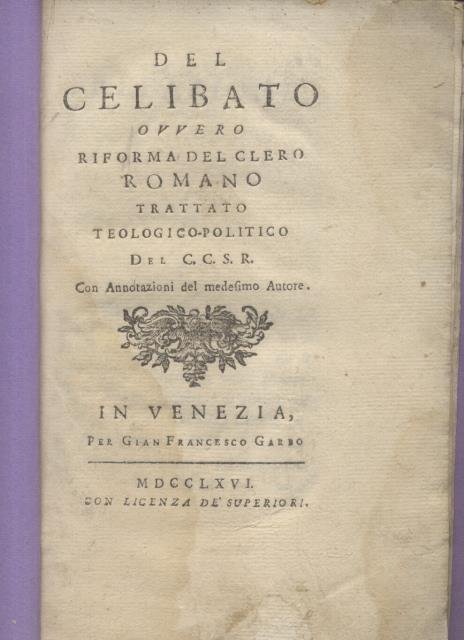 DEL
CELIBATO
OVVERO
RIFORMA DEL CLERO
ROMANO
TRATTATO
TEOLOGICO-POLITICO
DEL C. C. S. R.
Con Annotazioni del medeſimo Autore.
IN VENEZIA,
PER GIAN FRANCESCO GARBO
MDCCLXVI.
CON LICENZA DE' SUPERIORI.